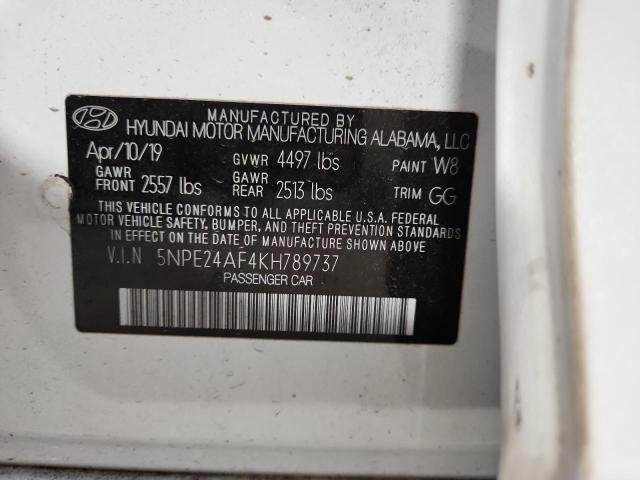 MANUFACTURED BY
HYUNDAI MOTOR MANUFACTURING ALABAMA, LLC
Apr/10/19 GVWR 4497 lbs PAINT W8
GAWR FRONT 2557 lbs GAWR REAR 2513 lbs TRIM GG
THIS VEHICLE CONFORMS TO ALL APPLICABLE U.S.A. FEDERAL
MOTOR VEHICLE SAFETY, BUMPER, AND THEFT PREVENTION STANDARDS
IN EFFECT ON THE DATE OF MANUFACTURE SHOWN ABOVE.
V.I.N 5NPE24AF4KH789737
PASSENGER CAR